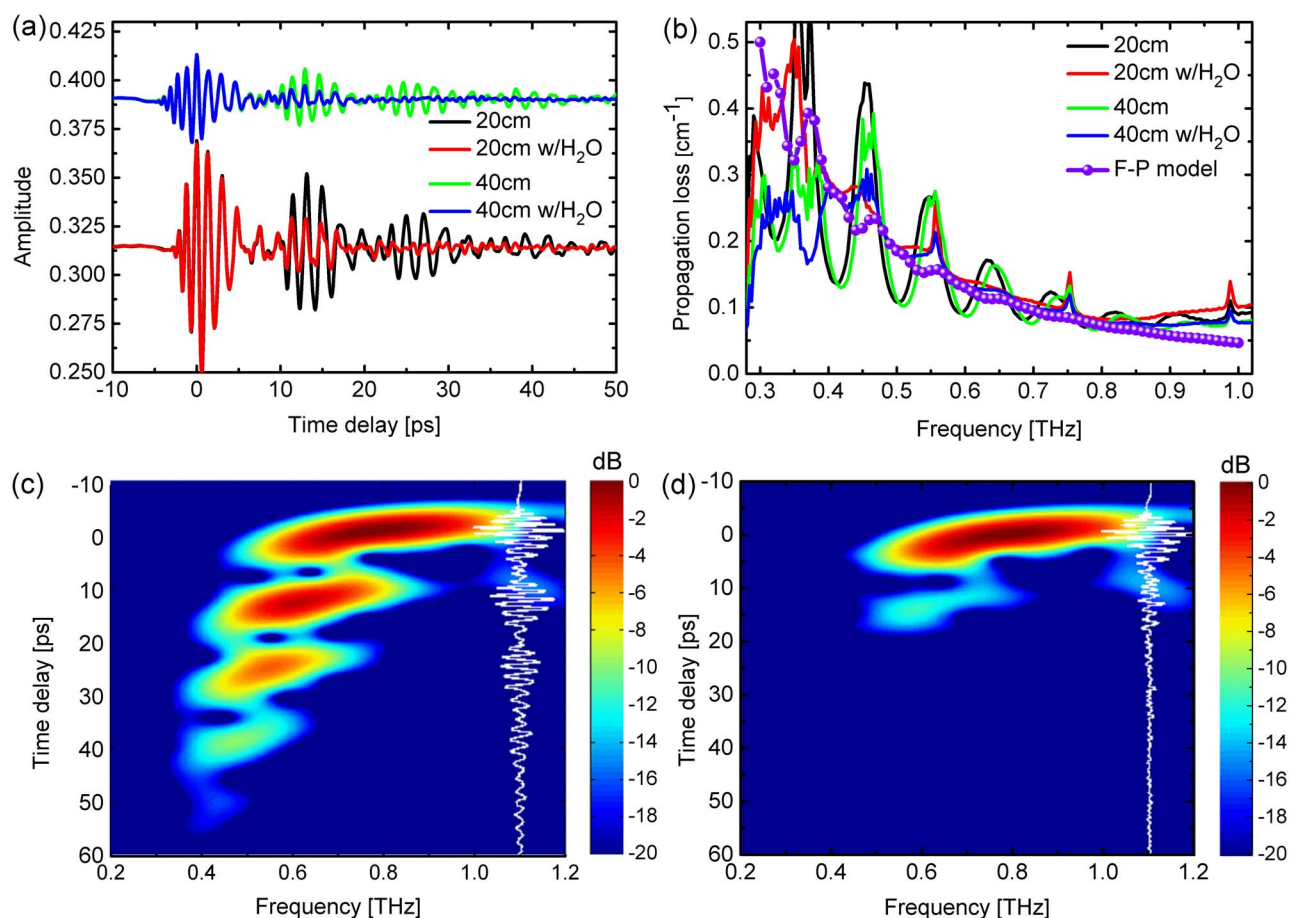 (a)
0.425
0.400
0.375
0.350
0.325
0.300
0.275
0.250
Amplitude
20cm
20cm w/H₂O
40cm
40cm w/H₂O
-10 0 10 20 30 40 50
Time delay [ps]
(b)
0.5
0.4
0.3
0.2
0.1
0.0
Propagation loss [cm⁻¹]
20cm
20cm w/H₂O
40cm
40cm w/H₂O
F-P model
0.3 0.4 0.5 0.6 0.7 0.8 0.9 1.0
Frequency [THz]
(c)
-10
0
10
20
30
40
50
60
Time delay [ps]
0.2 0.4 0.6 0.8 1.0 1.2
Frequency [THz]
dB
0
-2
-4
-6
-8
-10
-12
-14
-16
-18
-20
(d)
-10
0
10
20
30
40
50
60
Time delay [ps]
0.2 0.4 0.6 0.8 1.0 1.2
Frequency [THz]
dB
0
-2
-4
-6
-8
-10
-12
-14
-16
-18
-20